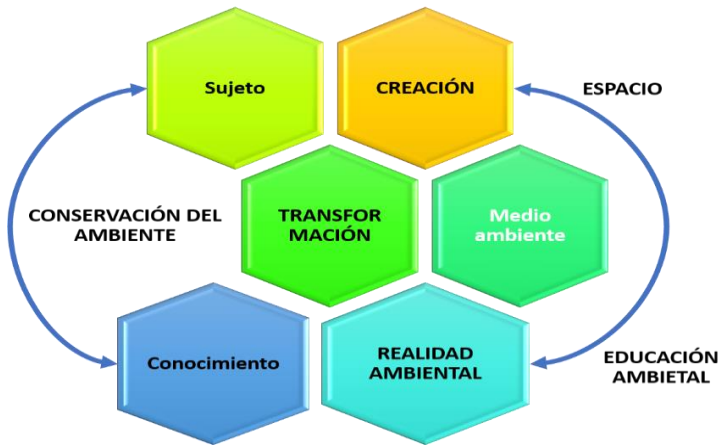 Sujeto
CREACIÓN
ESPACIO
CONSERVACIÓN DEL
AMBIENTE
TRANSFOR
MACIÓN
Medio
ambiente
Conocimiento
REALIDAD
AMBIENTAL
EDUCACIÓN
AMBIETAL